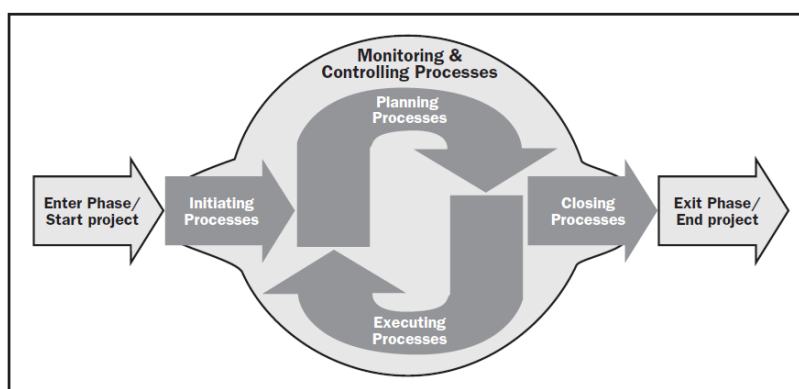 Monitoring &
Controlling Processes
Planning
Processes
Enter Phase/
Start project
Initiating
Processes
Closing
Processes
Exit Phase/
End project
Executing
Processes